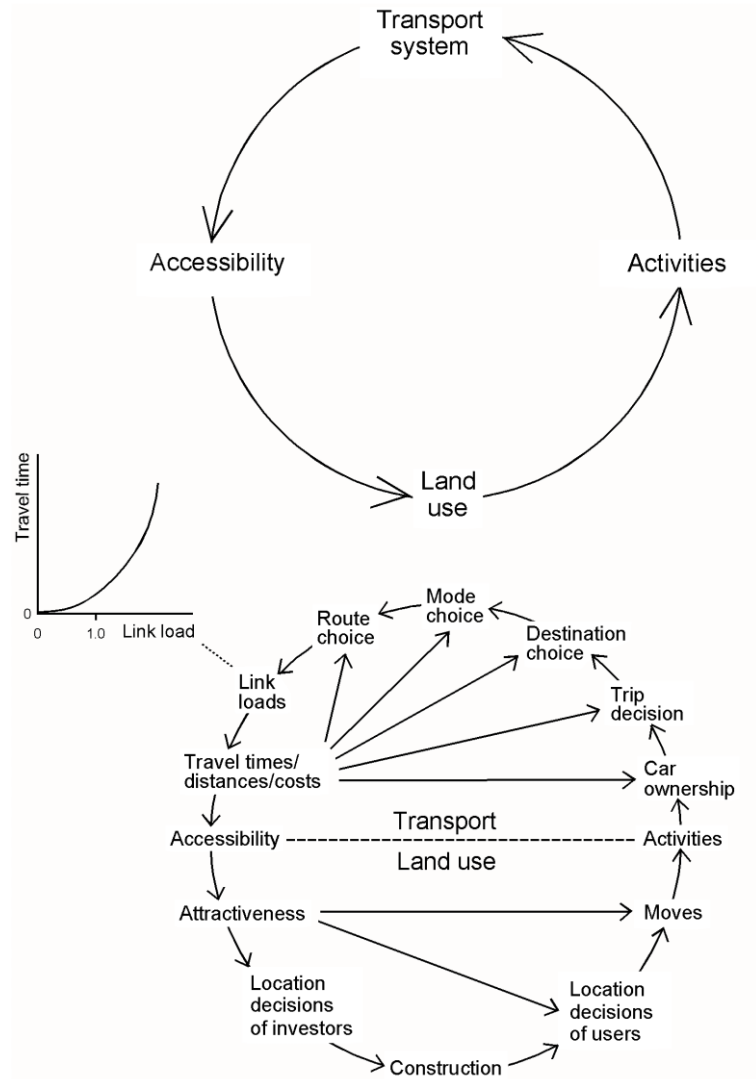 Transport
system
Accessibility
Activities
Land
use
Travel time
0
0
1.0
Link load
Mode
choice
Route
choice
Destination
choice
Link
loads
Trip
decision
Travel times/
distances/costs
Car
ownership
Transport
Accessibility
Activities
Land use
Attractiveness
Moves
Location
decisions
of investors
Location
decisions
of users
Construction